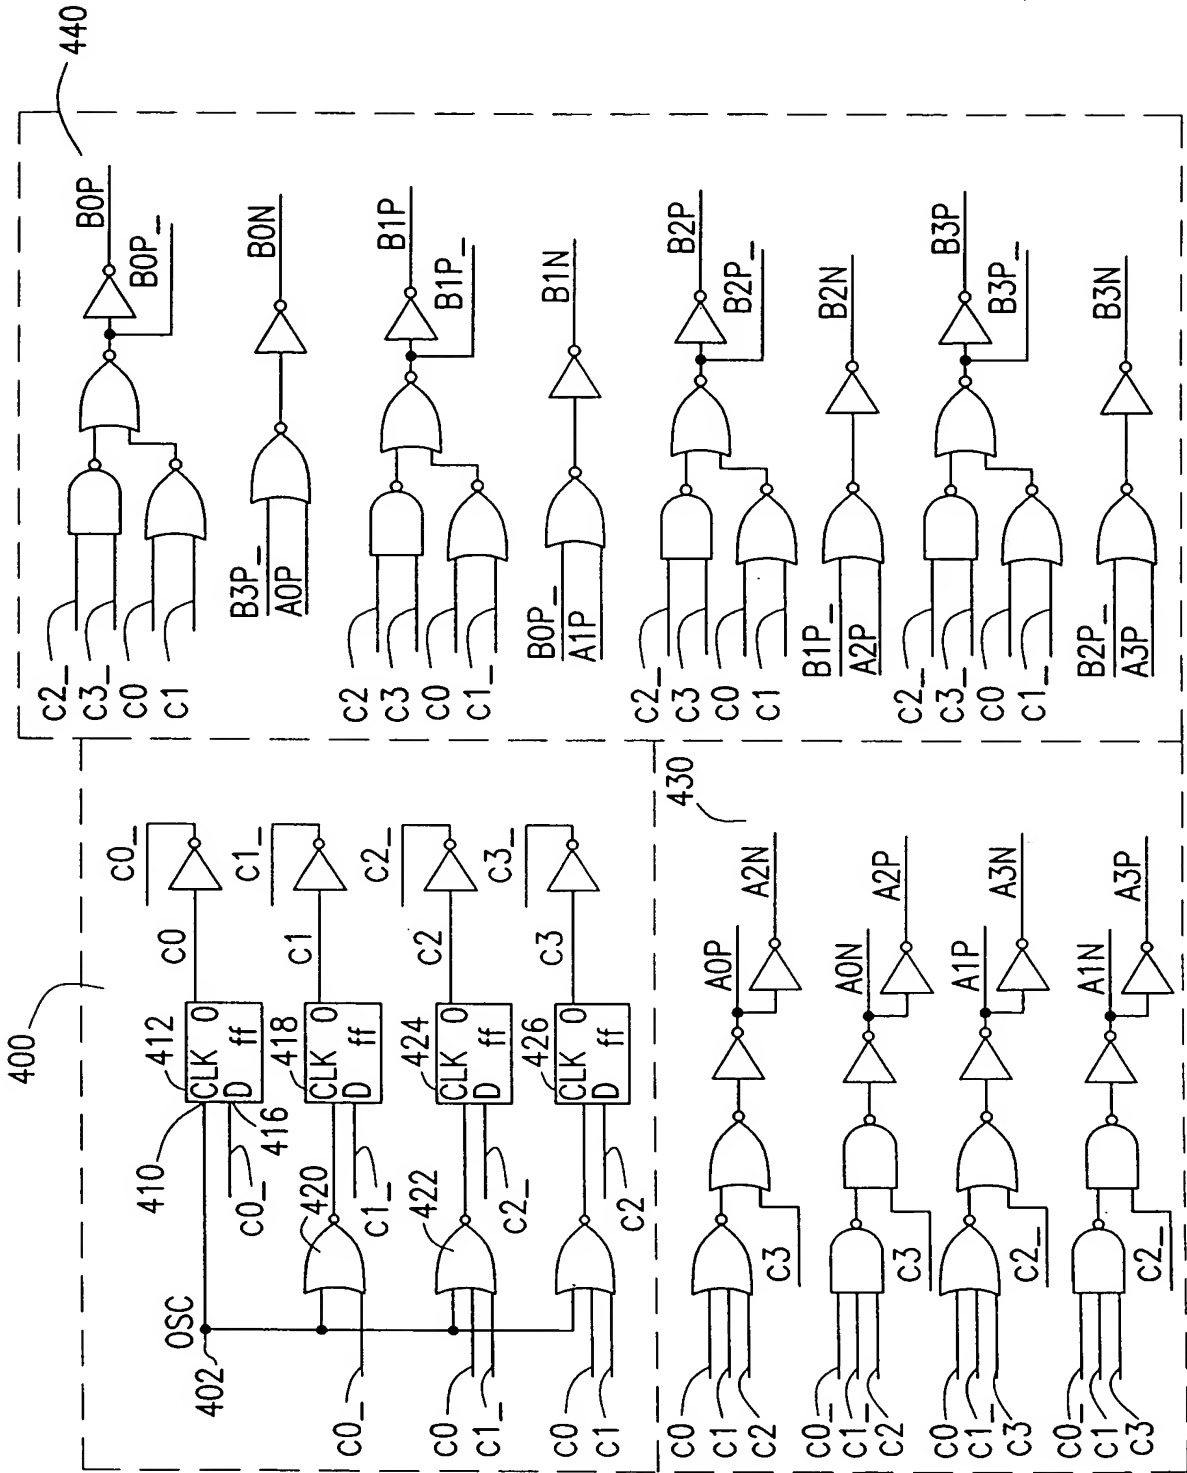 400
402
OSC
410
412
CLK O
D ff
416
C0_
C0
C0_
C0_
420
418
CLK O
D ff
C1_
C1
C1_
C0
C1_
422
424
CLK O
D ff
C2_
C2
C2_
C0
C1
426
CLK O
D ff
C2
C3
C3_
430
C0
C1
C2
C3
A0P
A2N
C0_
C1_
C2
C3
A0N
A2P
C0
C1_
C3
C2_
A1P
A3N
C0_
C1
C3
C2_
A1N
A3P
440
C2_
C3_
C0
C1
B0P
B0P_
B3P_
A0P
B0N
C2
C3
C0
C1_
B1P
B1P_
B0P_
A1P
B1N
C2_
C3
C0
C1
B2P
B2P_
B1P_
A2P
B2N
C2_
C3_
C0
C1_
B3P
B3P_
B2P_
A3P
B3N